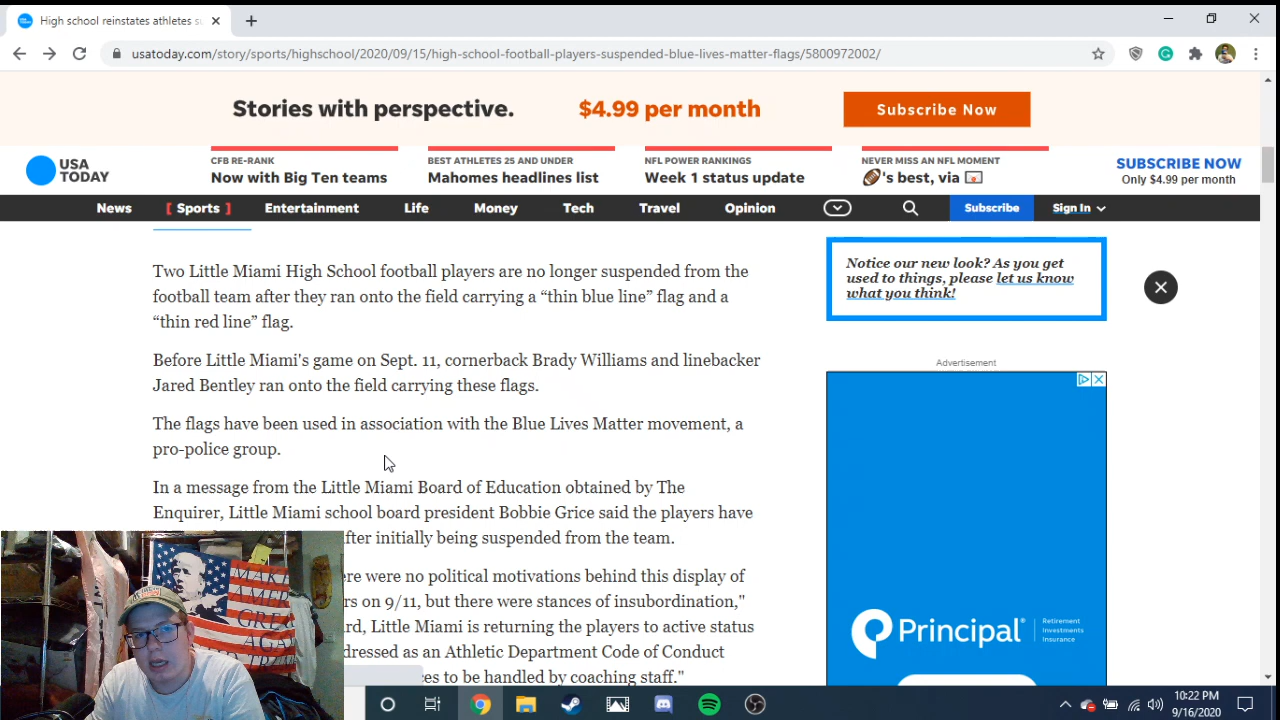 High school reinstates athletes su
usatoday.com/story/sports/highschool/2020/09/15/high-school-football-players-suspended-blue-lives-matter-flags/5800972002/
Stories with perspective. $4.99 per month Subscribe Now
USA TODAY
CFB RE-RANK
Now with Big Ten teams
BEST ATHLETES 25 AND UNDER
Mahomes headlines list
NFL POWER RANKINGS
Week 1 status update
NEVER MISS AN NFL MOMENT
🏈's best, via 💌
SUBSCRIBE NOW
Only $4.99 per month
News [ Sports ] Entertainment Life Money Tech Travel Opinion Subscribe Sign In
Two Little Miami High School football players are no longer suspended from the
football team after they ran onto the field carrying a “thin blue line” flag and a
“thin red line” flag.
Before Little Miami's game on Sept. 11, cornerback Brady Williams and linebacker
Jared Bentley ran onto the field carrying these flags.
The flags have been used in association with the Blue Lives Matter movement, a
pro-police group.
In a message from the Little Miami Board of Education obtained by The
Enquirer, Little Miami school board president Bobbie Grice said the players have
after initially being suspended from the team.
ere were no political motivations behind this display of
rs on 9/11, but there were stances of insubordination,"
rd, Little Miami is returning the players to active status
as an Athletic Department Code of Conduct
to be handled by coaching staff."
Notice our new look? As you get
used to things, please let us know
what you think!
Advertisement
Principal
Retirement
Investments
Insurance
MAKE
AMERICA
GREAT
AGAIN
10:22 PM
9/16/2020